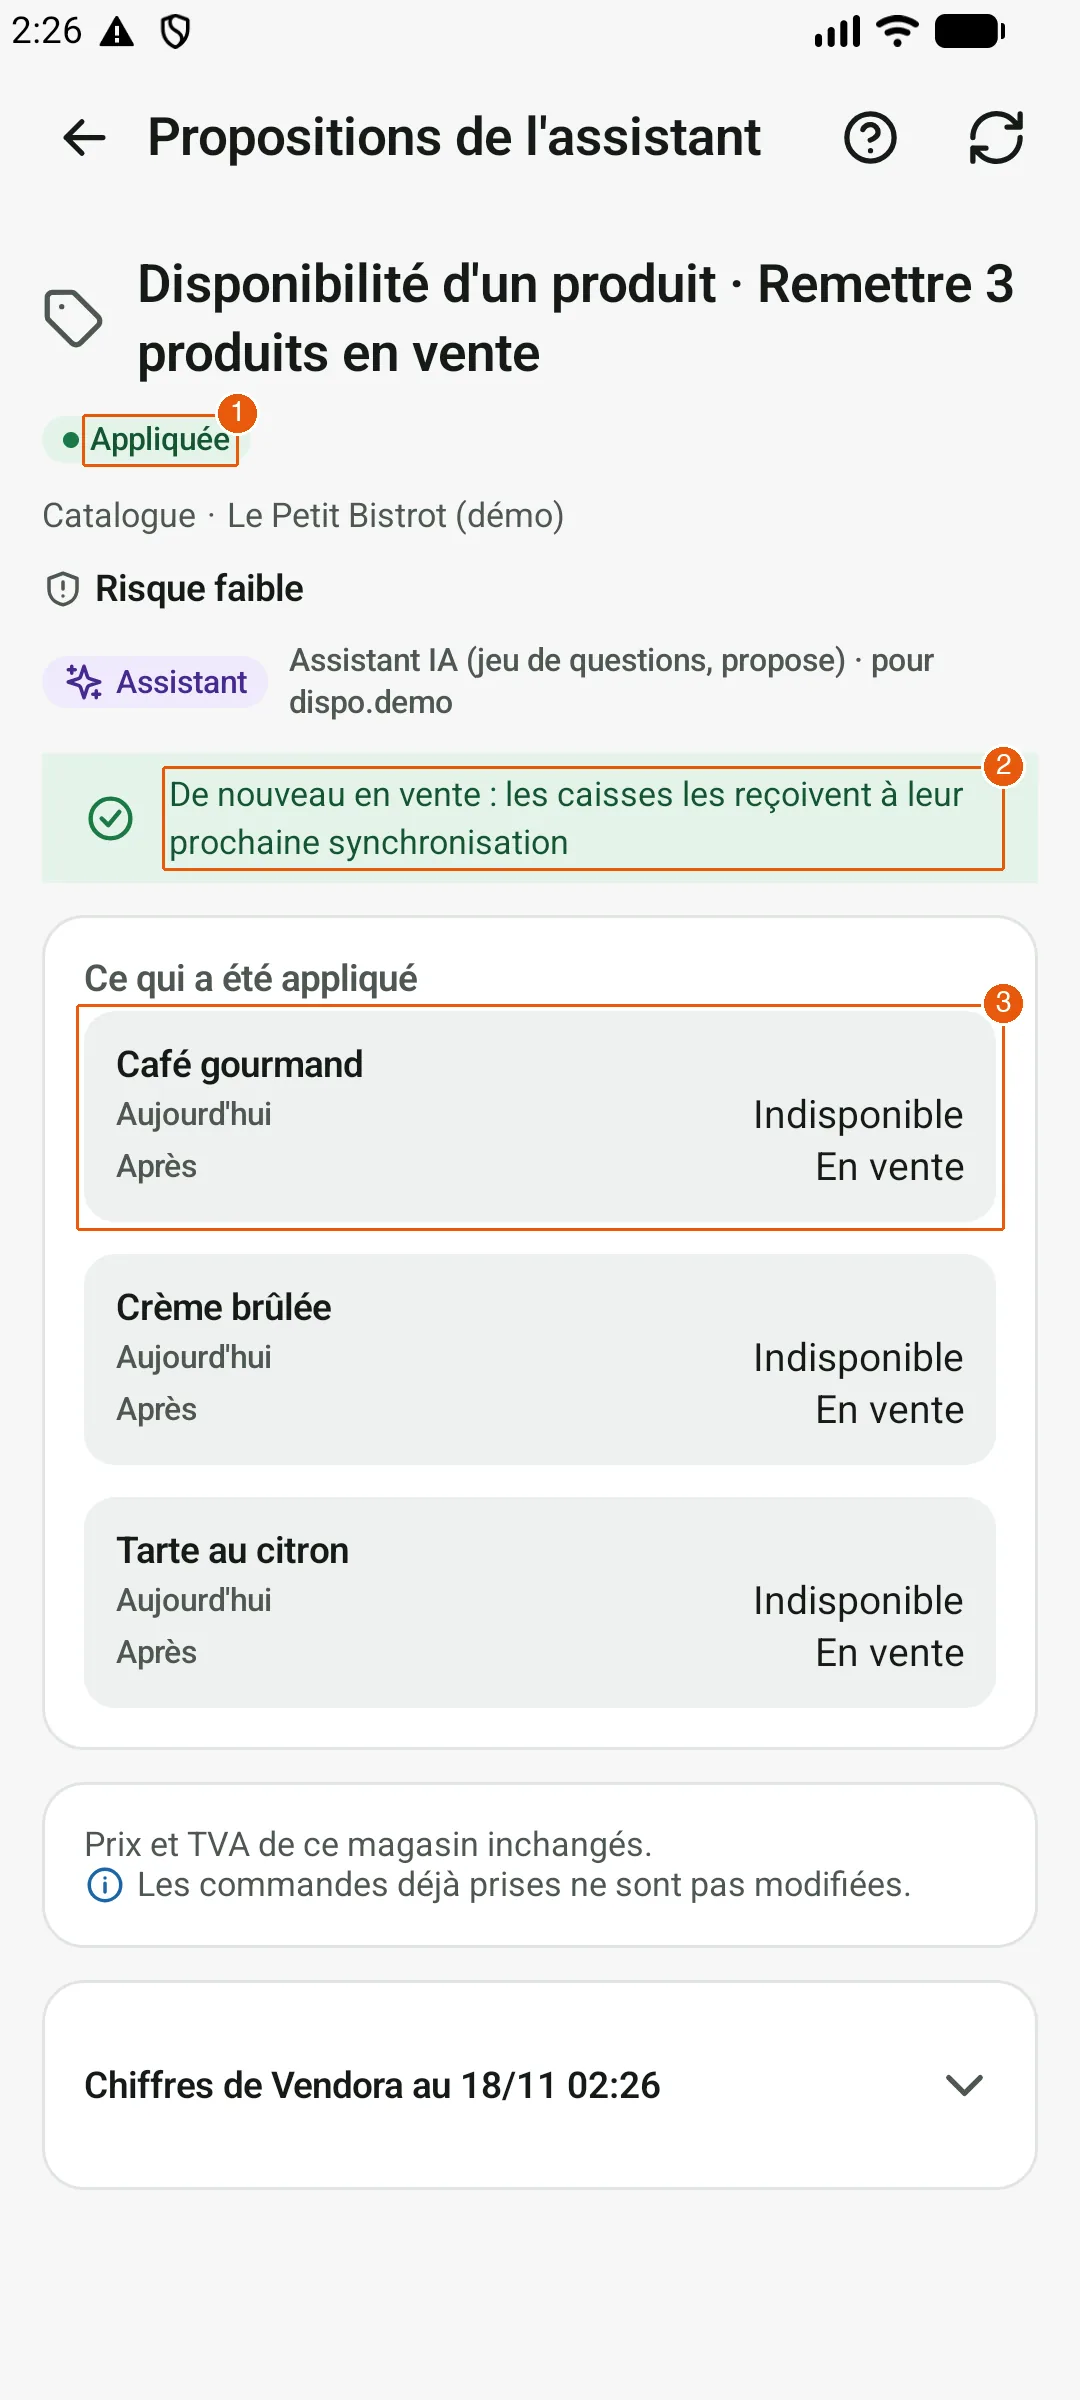 2:26
Propositions de l'assistant
Disponibilité d'un produit · Remettre 3
produits en vente
1
Appliquée
Catalogue · Le Petit Bistrot (démo)
Risque faible
Assistant
Assistant IA (jeu de questions, propose) · pour
dispo.demo
2
De nouveau en vente : les caisses les reçoivent à leur
prochaine synchronisation
Ce qui a été appliqué
3
Café gourmand
Aujourd'hui Indisponible
Après En vente
Crème brûlée
Aujourd'hui Indisponible
Après En vente
Tarte au citron
Aujourd'hui Indisponible
Après En vente
Prix et TVA de ce magasin inchangés.
Les commandes déjà prises ne sont pas modifiées.
Chiffres de Vendora au 18/11 02:26